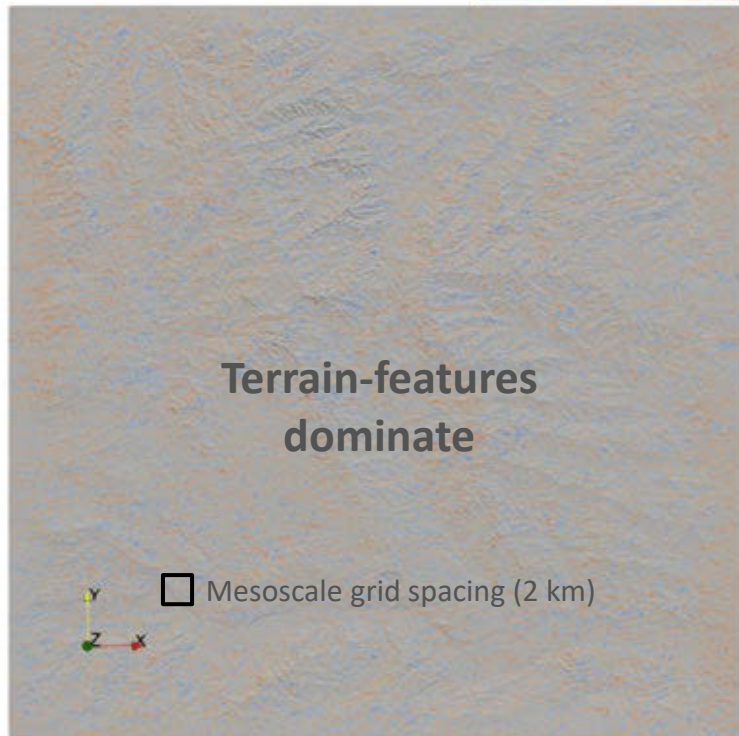 Terrain-features
dominate
Mesoscale grid spacing (2 km)
Y
Z X